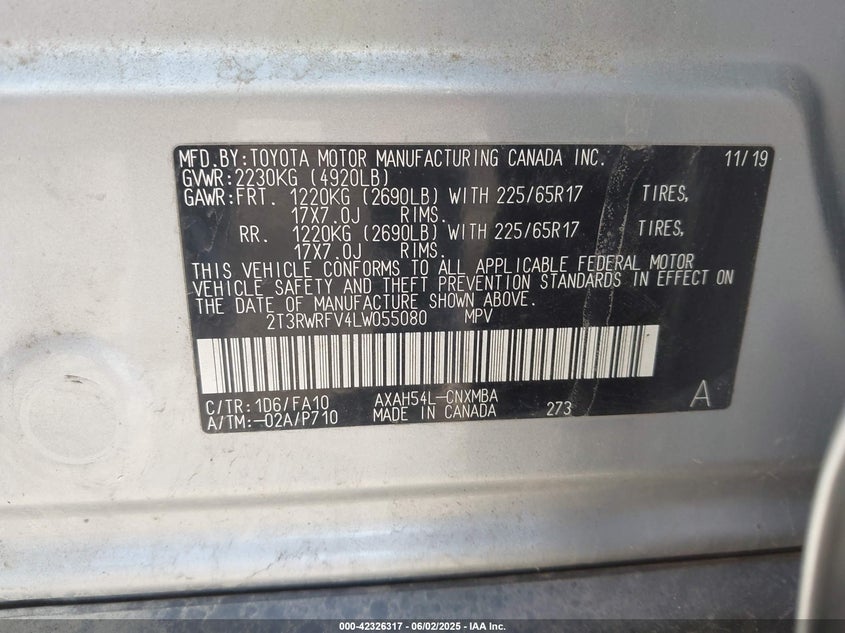 MFD.BY:TOYOTA MOTOR MANUFACTURING CANADA INC. 11/19
GVWR:2230KG (4920LB)
GAWR:FRT. 1220KG (2690LB) WITH 225/65R17 TIRES,
17X7.0J RIMS.
RR. 1220KG (2690LB) WITH 225/65R17 TIRES,
17X7.0J RIMS.
THIS VEHICLE CONFORMS TO ALL APPLICABLE FEDERAL MOTOR
VEHICLE SAFETY AND THEFT PREVENTION STANDARDS IN EFFECT ON
THE DATE OF MANUFACTURE SHOWN ABOVE.
2T3RWRFV4LW055080 MPV
C/TR:1D6/FA10 AXAH54L-CNXMBA
A/TM:-02A/P710 MADE IN CANADA 273 A
000-42326317 - 06/02/2025 - IAA Inc.